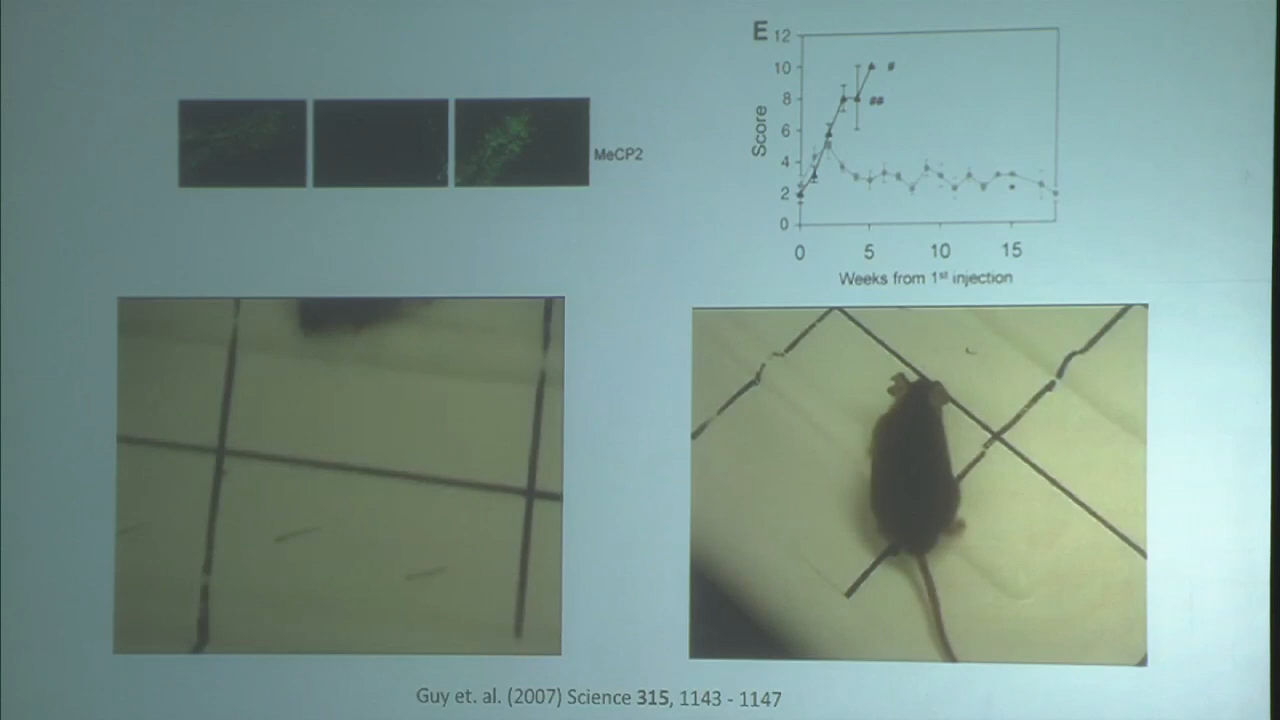 MeCP2
E
12
10
8
6
4
2
0
Score
#
##
0 5 10 15
Weeks from 1st injection
Guy et. al. (2007) Science 315, 1143 - 1147